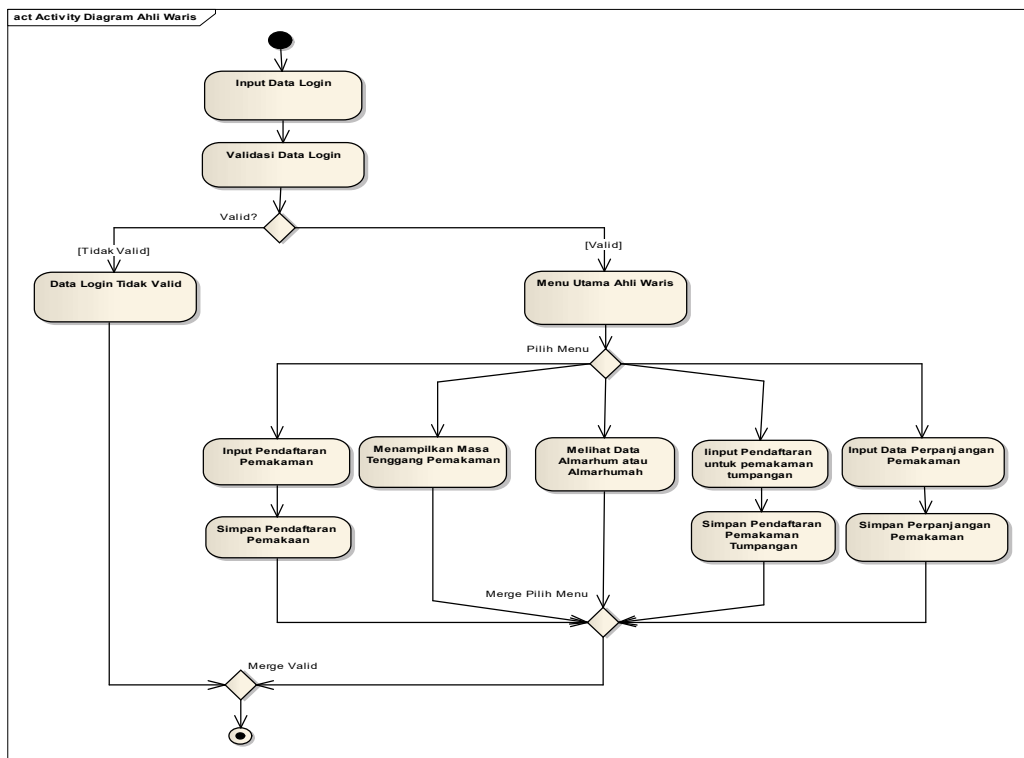 act Activity Diagram Ahli Waris
Input Data Login
Validasi Data Login
Valid?
[Tidak Valid]
[Valid]
Data Login Tidak Valid
Menu Utama Ahli Waris
Pilih Menu
Input Pendaftaran
Pemakaman
Menampilkan Masa
Tenggang Pemakaman
Melihat Data
Almarhum atau
Almarhumah
Iinput Pendaftaran
untuk pemakaman
tumpangan
Input Data Perpanjangan
Pemakaman
Simpan Pendaftaran
Pemakaan
Simpan Pendaftaran
Pemakaman
Tumpangan
Simpan Perpanjangan
Pemakaman
Merge Pilih Menu
Merge Valid